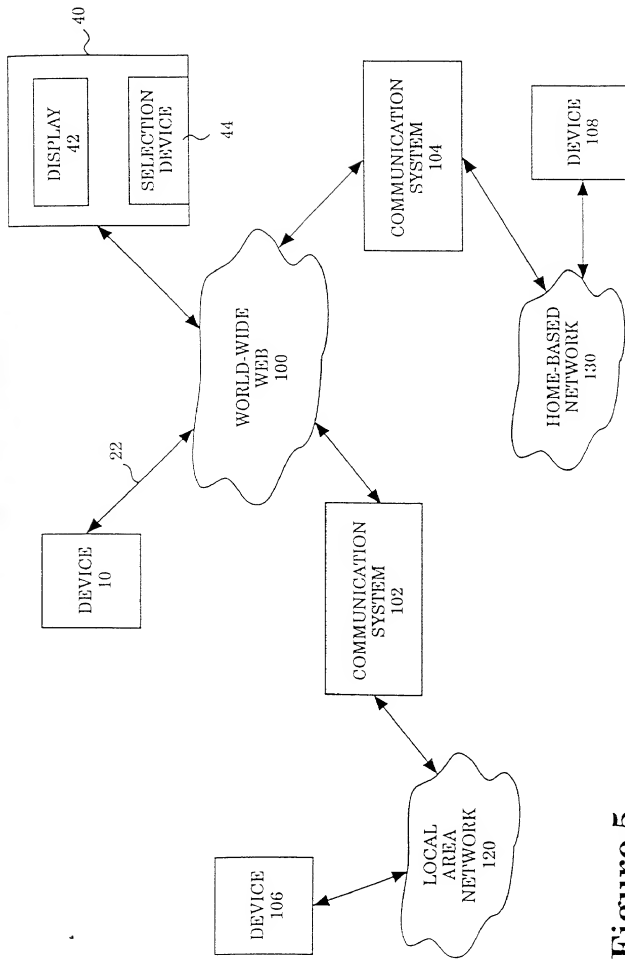 40
DISPLAY
42
SELECTION
DEVICE
44
DEVICE
10
22
WORLD-WIDE
WEB
100
COMMUNICATION
SYSTEM
104
COMMUNICATION
SYSTEM
102
DEVICE
108
HOME-BASED
NETWORK
130
DEVICE
106
LOCAL
AREA
NETWORK
120
Figure 5